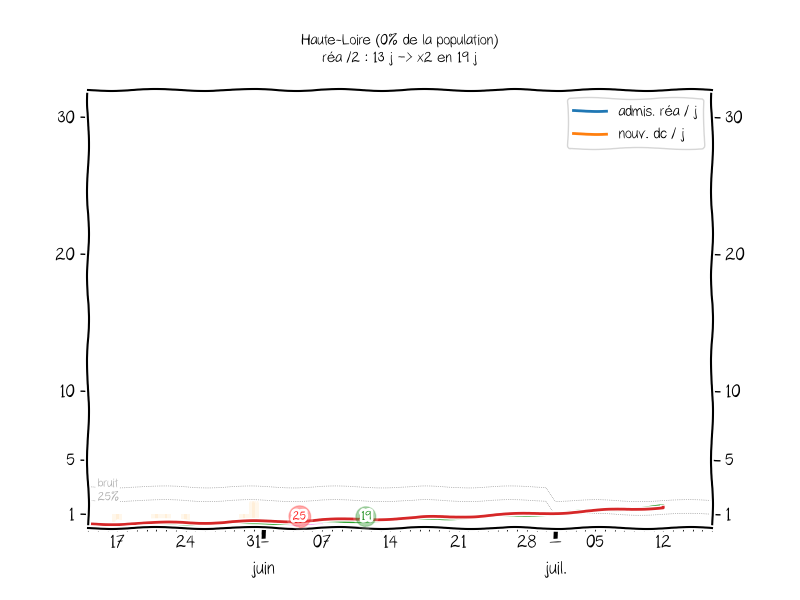 Haute-Loire (0% de la population)
réa /2 : 13 j -> x2 en 19 j
admis. réa / j
nouv. dc / j
30 30
20 20
10 10
5 5
bruit
25%
1 1
25 19
17 24 31 07 14 21 28 05 12
juin juil.